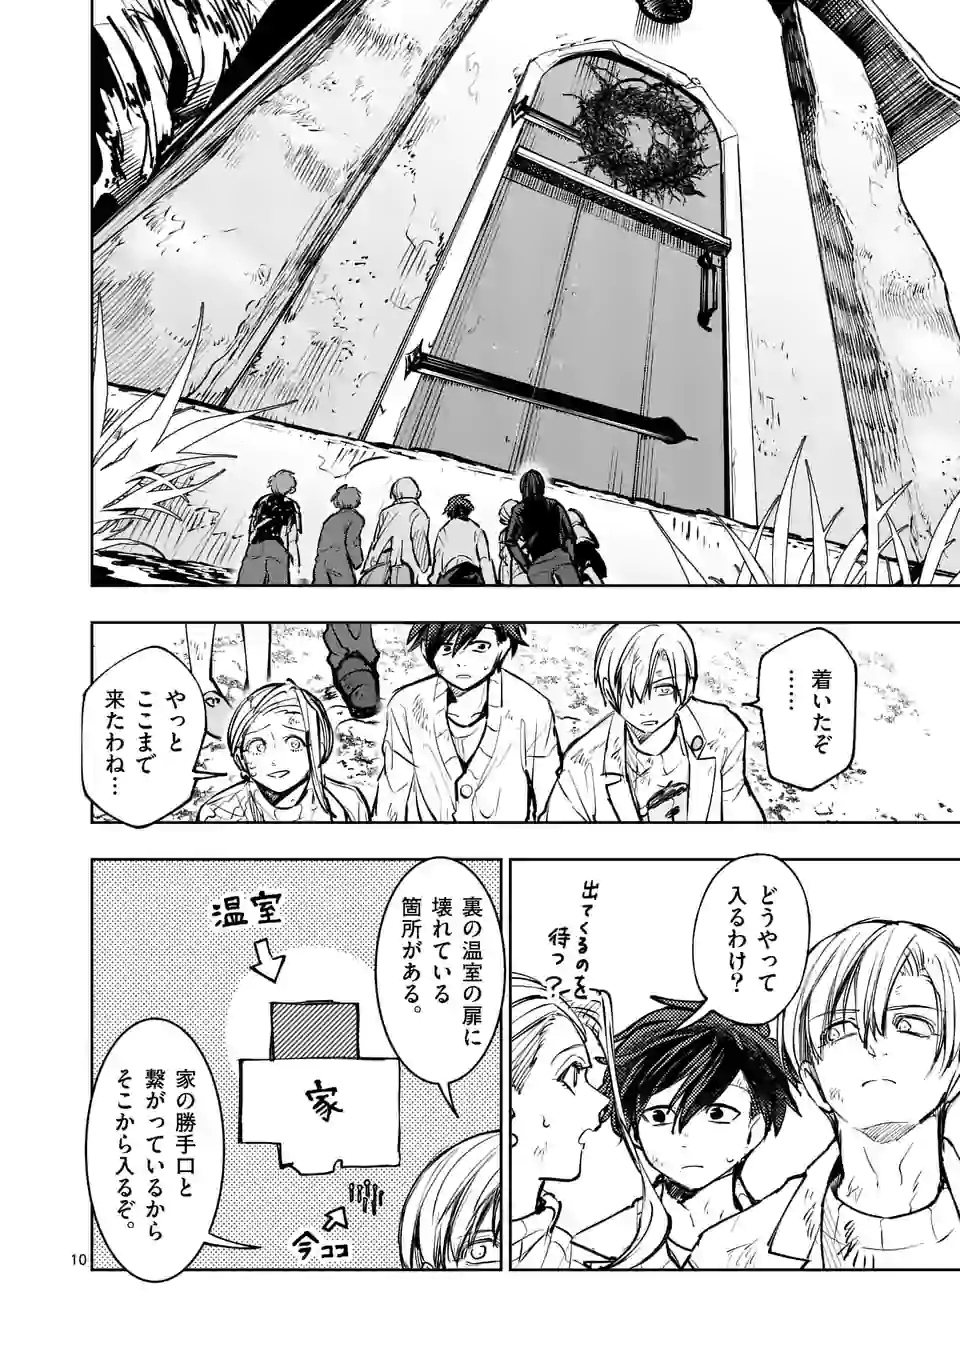 着いたぞ
……
やっと
ここまで
来たわね…
どうやって
入るわけ？
出てくるのを
待つ？
裏の温室の扉に
壊れている
箇所がある。
温室
家
今ココ
家の勝手口と
繋がっているから
そこから入るぞ。
10